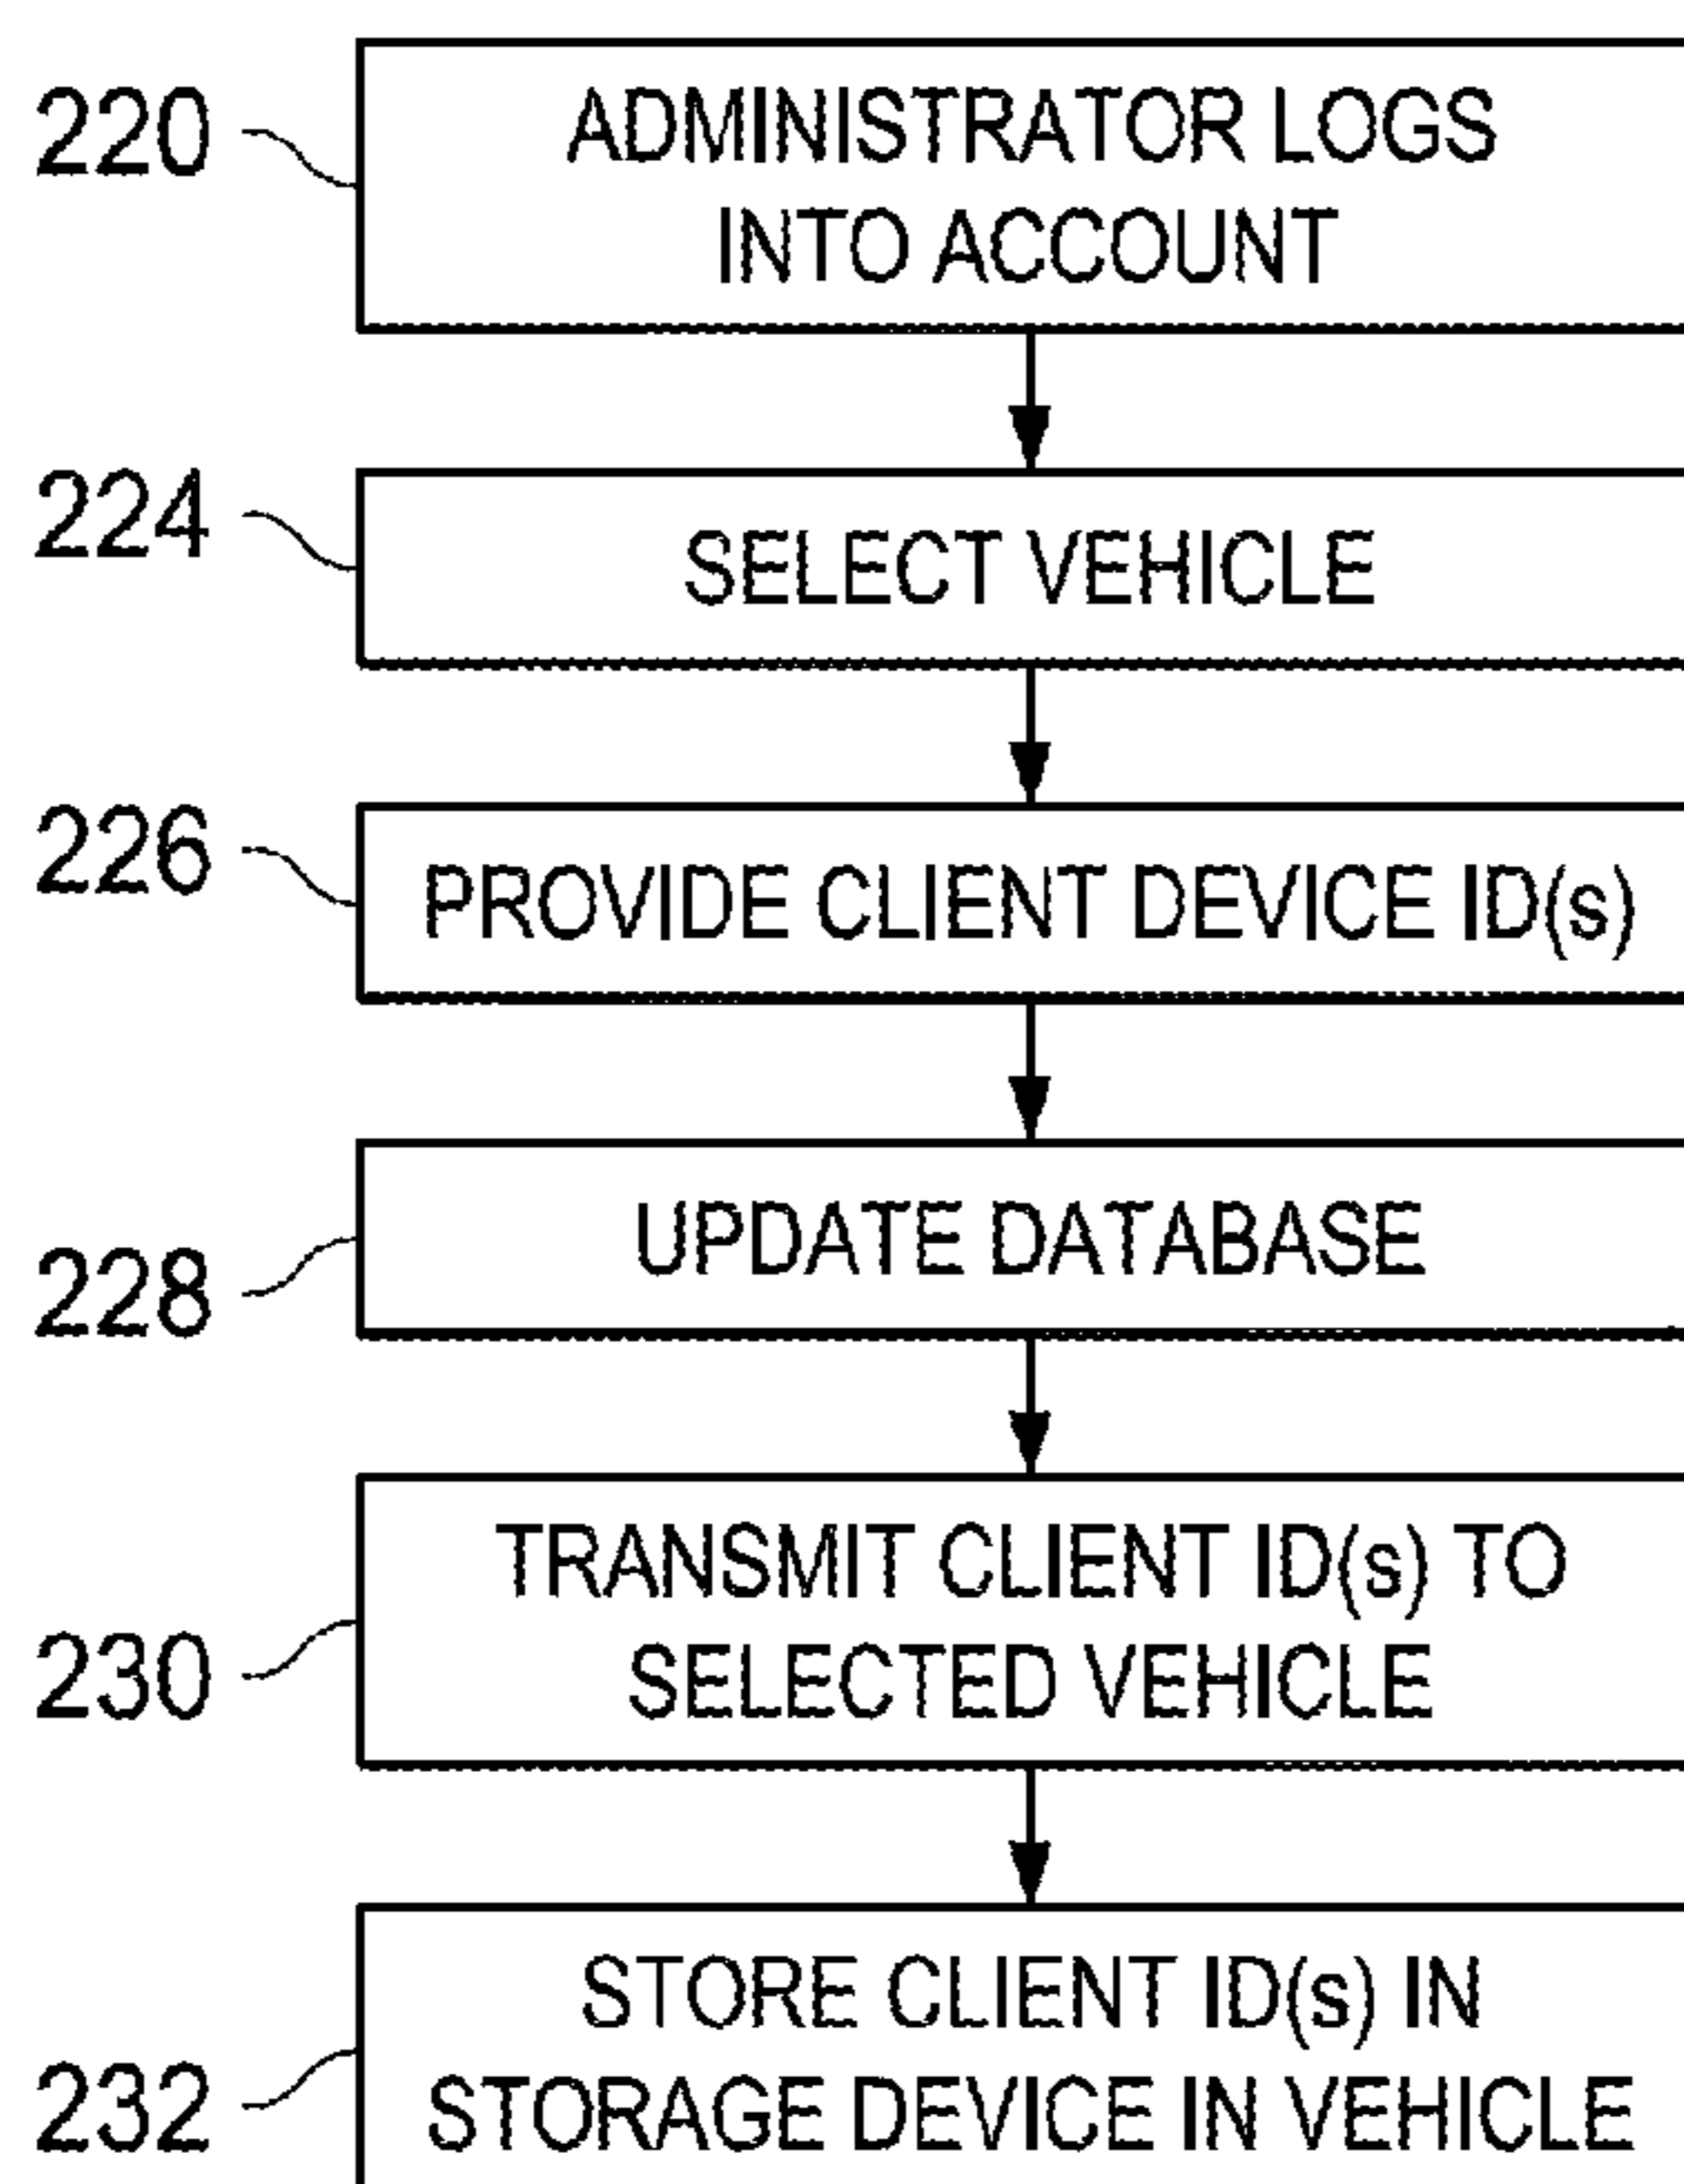 220
ADMINISTRATOR LOGS
INTO ACCOUNT
224
SELECT VEHICLE
226
PROVIDE CLIENT DEVICE ID(s)
228
UPDATE DATABASE
230
TRANSMIT CLIENT ID(s) TO
SELECTED VEHICLE
232
STORE CLIENT ID(s) IN
STORAGE DEVICE IN VEHICLE